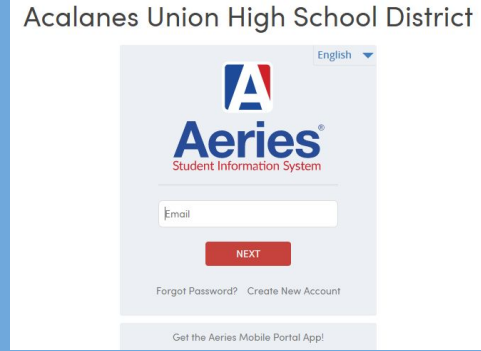 Acalanes Union High School District
English
A
Aeries®
Student Information System
Email
NEXT
Forgot Password? Create New Account
Get the Aeries Mobile Portal App!